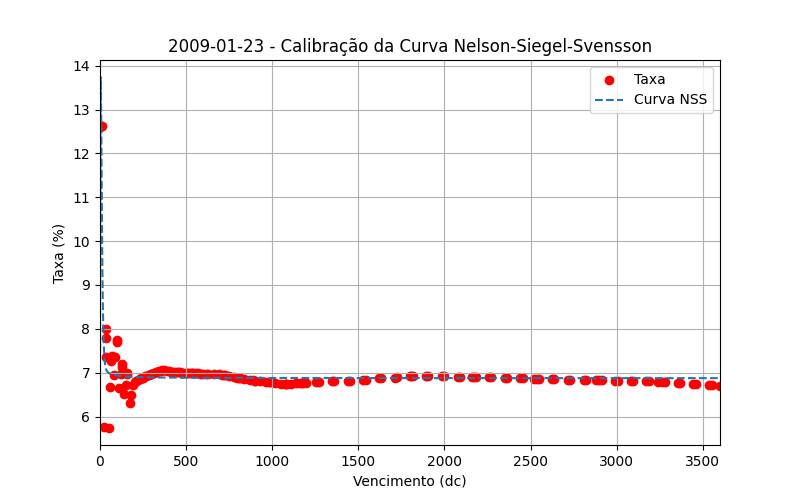 2009-01-23 - Calibração da Curva Nelson-Siegel-Svensson
Taxa
Curva NSS
14
13
12
11
10
9
8
7
6
Taxa (%)
0 500 1000 1500 2000 2500 3000 3500
Vencimento (dc)